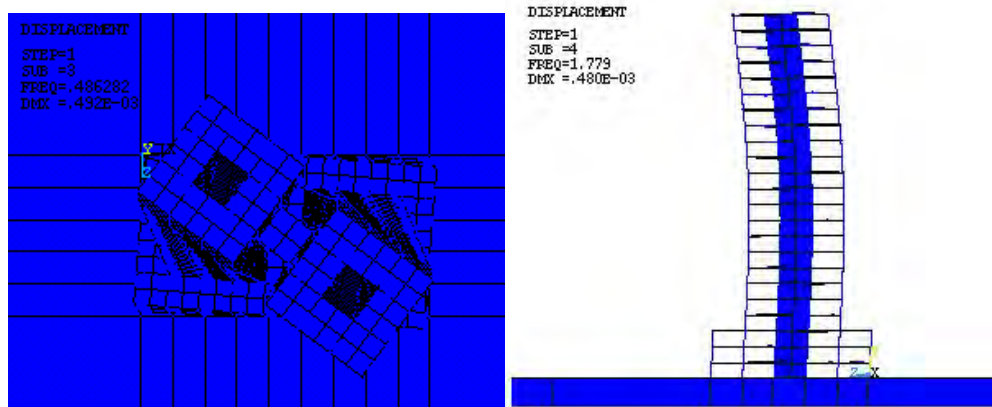 DISPLACEMENT
STEP=1
SUB =3
FREQ=.486282
DMX =.492E-03
Y
Z
DISPLACEMENT
STEP=1
SUB =4
FREQ=1.779
DMX =.480E-03
Y
Z X